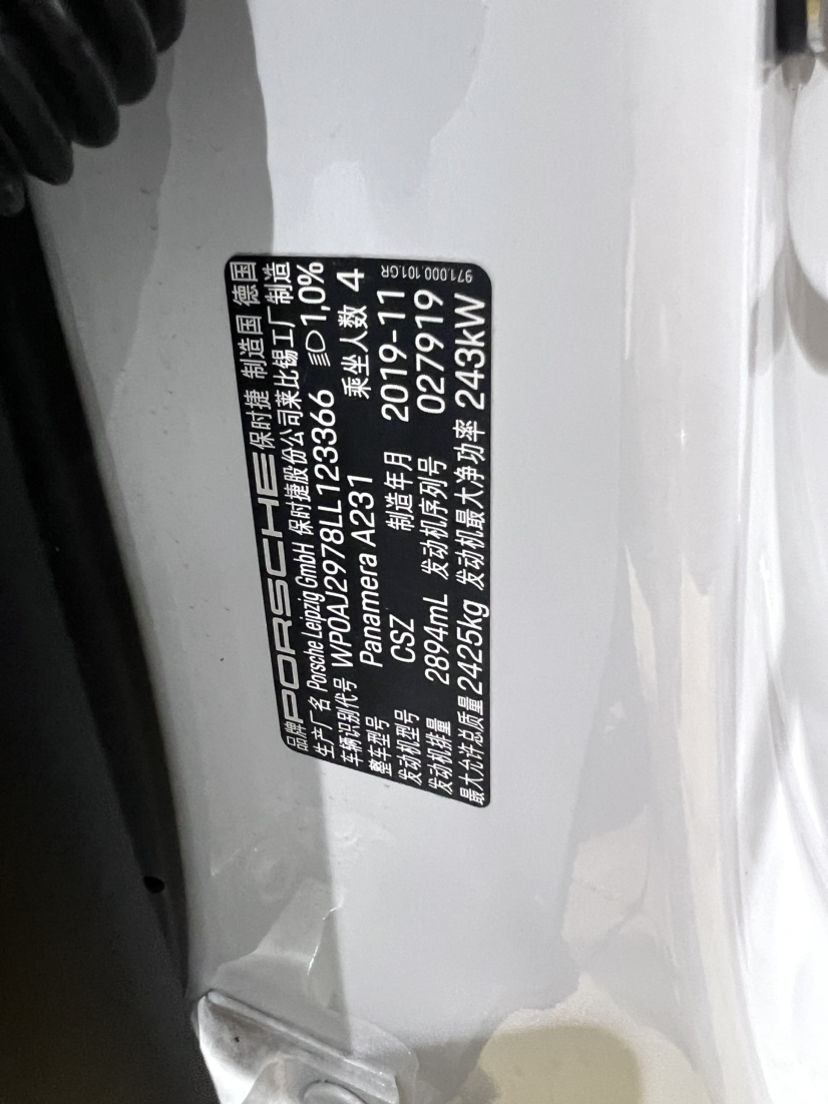 品牌 PORSCHE 保时捷 制造国 德国
生产厂名 Porsche Leipzig GmbH 保时捷股份公司莱比锡工厂制造
车辆识别代号 WP0AJ2978LL123366 1,0%
整车型号 Panamera A231 乘坐人数 4
发动机型号 CSZ 制造年月 2019-11
发动机排量 2894mL 发动机序列号 027919
最大允许总质量 2425kg 发动机最大净功率 243kW
971.000.101.GR